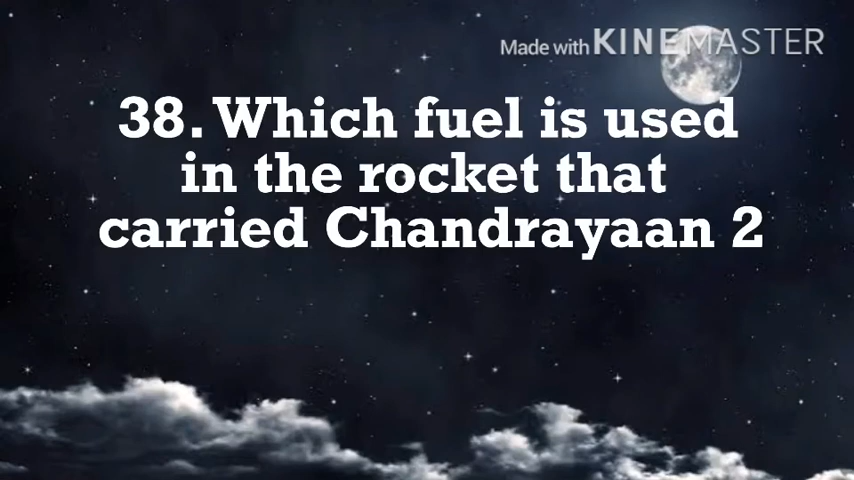 Made with KINEMASTER
38. Which fuel is used
in the rocket that
carried Chandrayaan 2